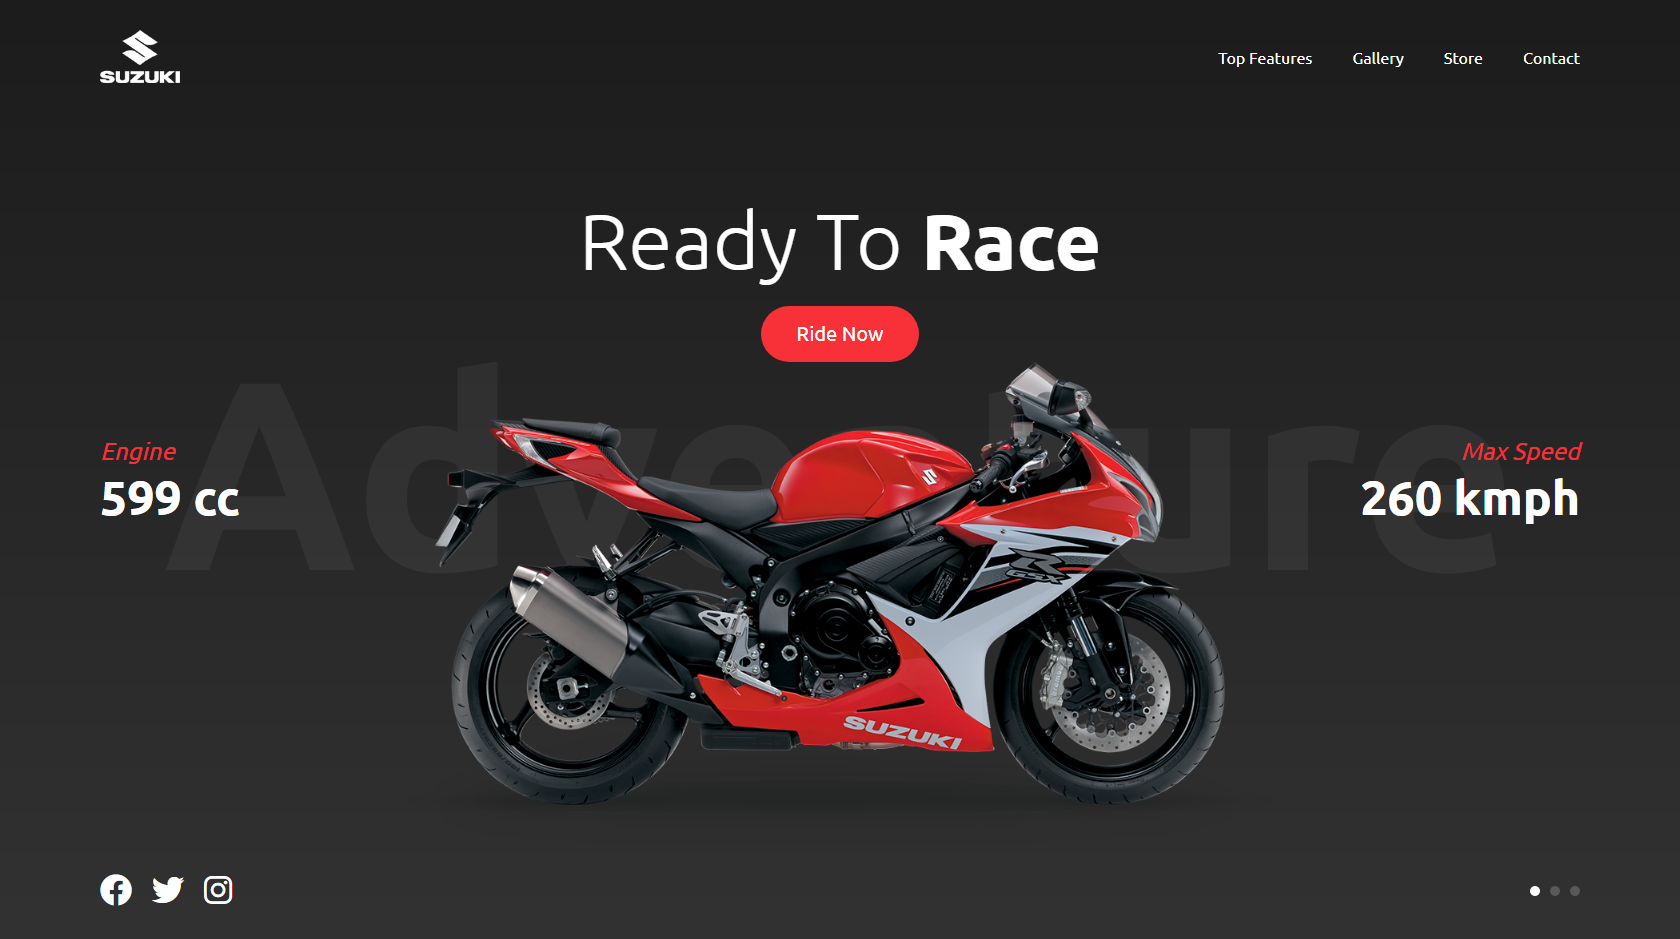 SUZUKI
Top Features
Gallery
Store
Contact
Ready To Race
Ride Now
Adventure
Engine
599 cc
Max Speed
260 kmph
R
GSX
SUZUKI